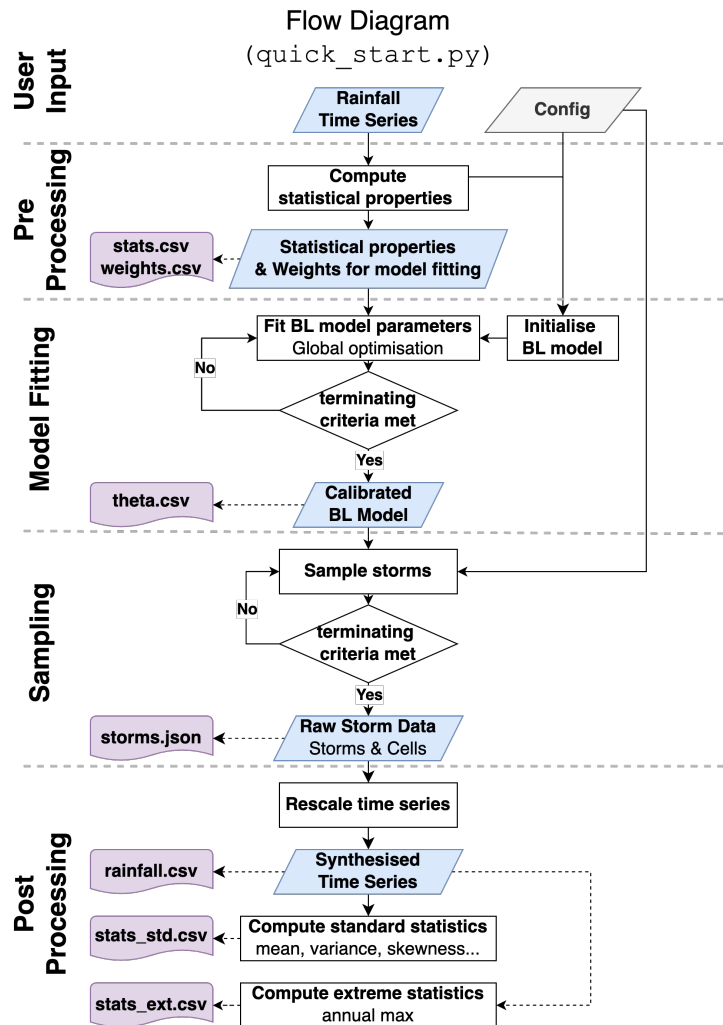 Flow Diagram
(quick_start.py)
User
Input
Rainfall
Time Series
Config
Pre
Processing
Compute
statistical properties
stats.csv
weights.csv
Statistical properties
& Weights for model fitting
Model Fitting
Fit BL model parameters
Global optimisation
Initialise
BL model
No
terminating
criteria met
Yes
theta.csv
Calibrated
BL Model
Sampling
Sample storms
No
terminating
criteria met
Yes
storms.json
Raw Storm Data
Storms & Cells
Post
Processing
Rescale time series
rainfall.csv
Synthesised
Time Series
stats_std.csv
Compute standard statistics
mean, variance, skewness...
stats_ext.csv
Compute extreme statistics
annual max